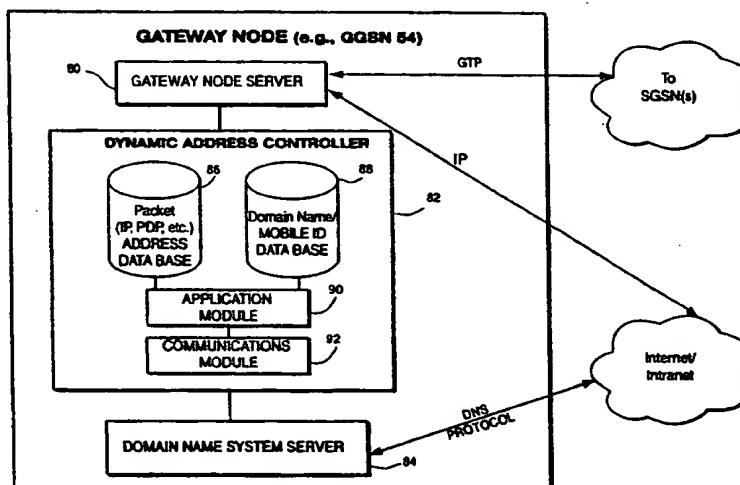 GATEWAY NODE (e.g., GGSN 54)
80
GATEWAY NODE SERVER
GTP
To
SGSN(s)
DYNAMIC ADDRESS CONTROLLER
IP
86
88
82
Packet
(IP, PDP, etc.)
ADDRESS
DATA BASE
Domain Name/
MOBILE ID
DATA BASE
APPLICATION
MODULE
90
COMMUNICATIONS
MODULE
92
Internet/
Intranet
DNS
PROTOCOL
DOMAIN NAME SYSTEM SERVER
84